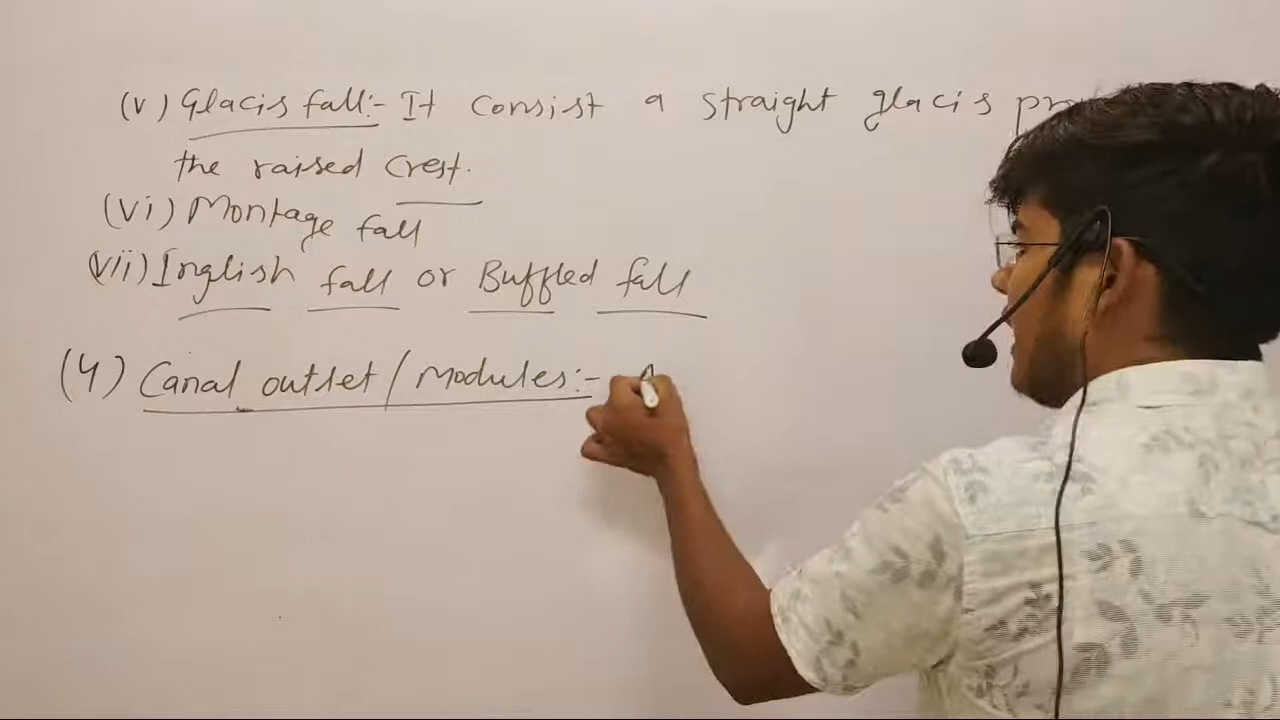 (v) Glacis fall:- It consist a straight glacis
the raised crest.
(vi) Montage fall
(vii) Inglish fall or Buffled fall
(4) Canal outlet / Modules:- A